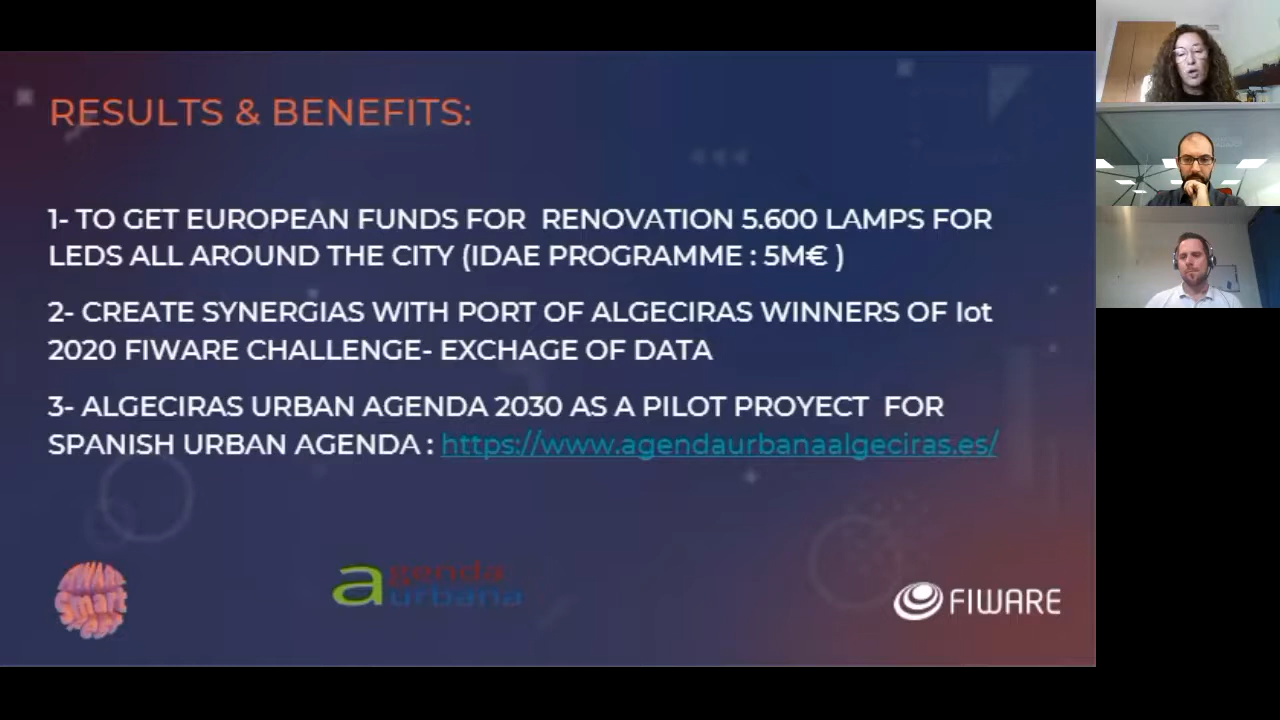 RESULTS & BENEFITS:
1- TO GET EUROPEAN FUNDS FOR RENOVATION 5.600 LAMPS FOR
LEDS ALL AROUND THE CITY (IDAE PROGRAMME : 5M€ )
2- CREATE SYNERGIAS WITH PORT OF ALGECIRAS WINNERS OF Iot
2020 FIWARE CHALLENGE- EXCHAGE OF DATA
3- ALGECIRAS URBAN AGENDA 2030 AS A PILOT PROYECT FOR
SPANISH URBAN AGENDA : https://www.agendaurbanaalgeciras.es/
Smart
agenda
urbana
FIWARE